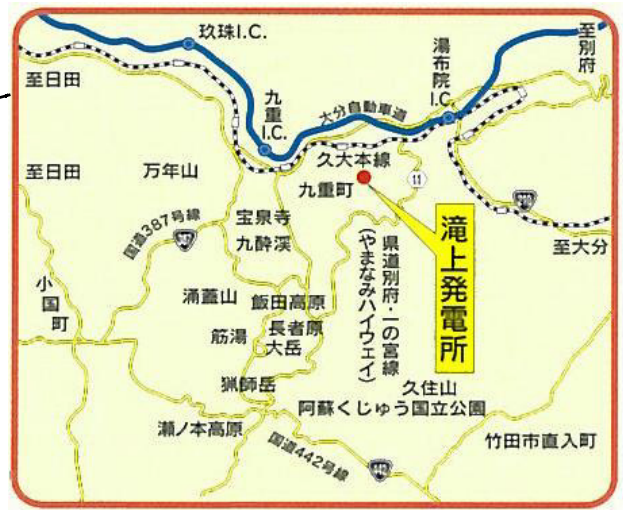 玖珠I.C.
至日田
九重
I.C.
大分自動車道
湯布院
I.C.
至別府
至日田
万年山
久大本線
九重町
11
滝上発電所
国道387号線
宝泉寺
九酔渓
至大分
小国町
涌蓋山
飯田高原
筋湯
長者原
大岳
県道別府・一の宮線
(やまなみハイウェイ)
猟師岳
久住山
阿蘇くじゅう国立公園
瀬ノ本高原
国道442号線
竹田市直入町